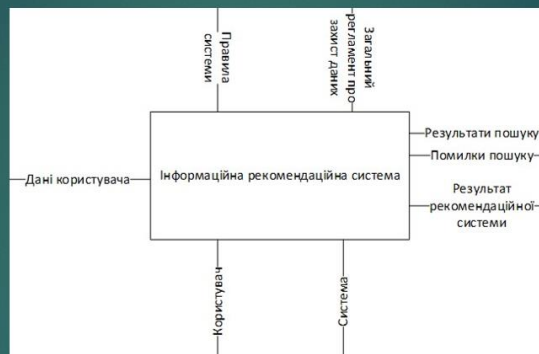 Правила
системи
Загальний
регламент про
захист даних
Дані користувача
Інформаційна рекомендаційна система
Результати пошуку
Помилки пошуку
Результат
рекомендаційної
системи
Користувач
Система